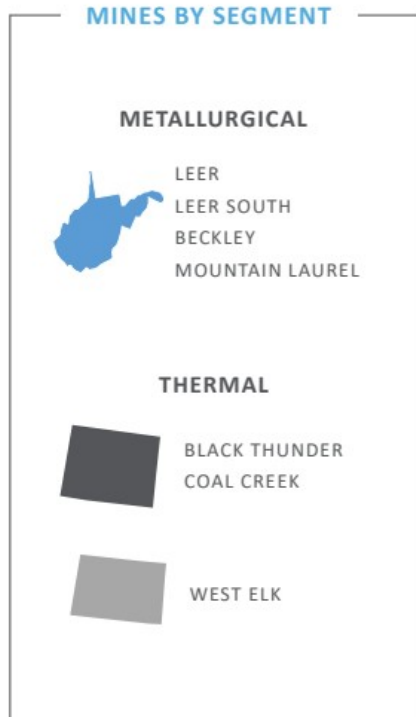 MINES BY SEGMENT
METALLURGICAL
LEER
LEER SOUTH
BECKLEY
MOUNTAIN LAUREL
THERMAL
BLACK THUNDER
COAL CREEK
WEST ELK